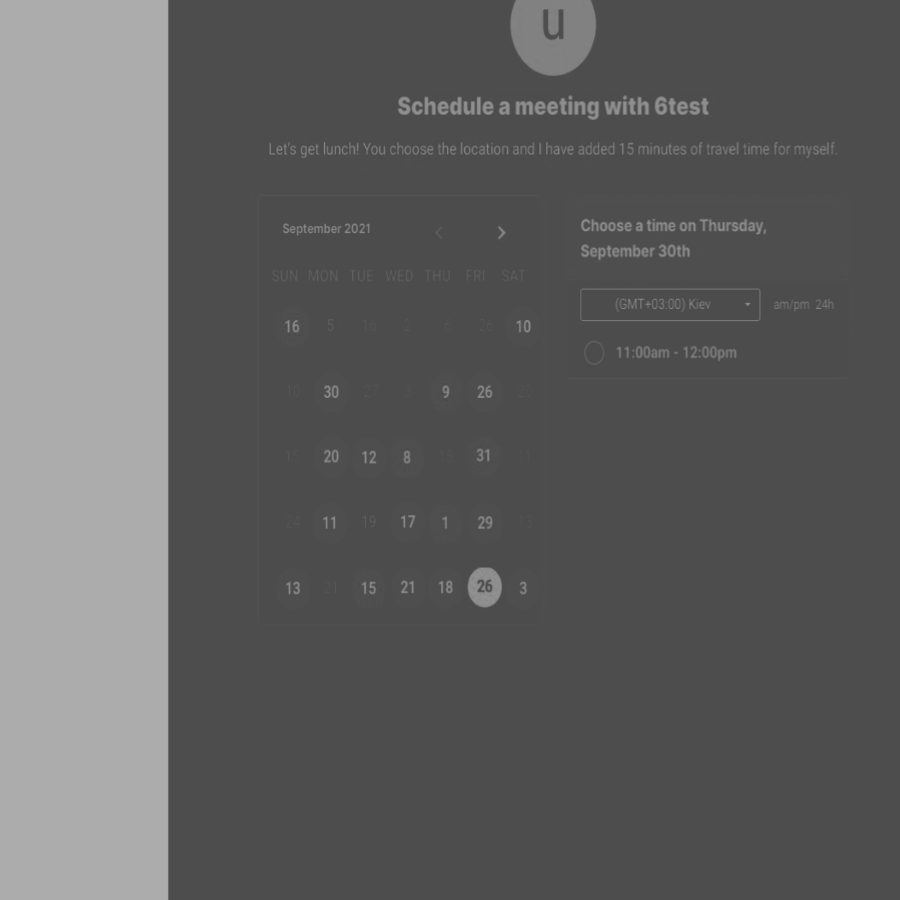 u
Schedule a meeting with 6test
Let's get lunch! You choose the location and I have added 15 minutes of travel time for myself.
September 2021
SUN MON TUE WED THU FRI SAT
16 5 16 2 4 26 10
18 30 27 8 9 26
15 20 12 8 31 11
24 11 19 17 1 29 18
13 21 15 21 18 26 3
Choose a time on Thursday,
September 30th
(GMT+03:00) Kiev am/pm 24h
11:00am - 12:00pm